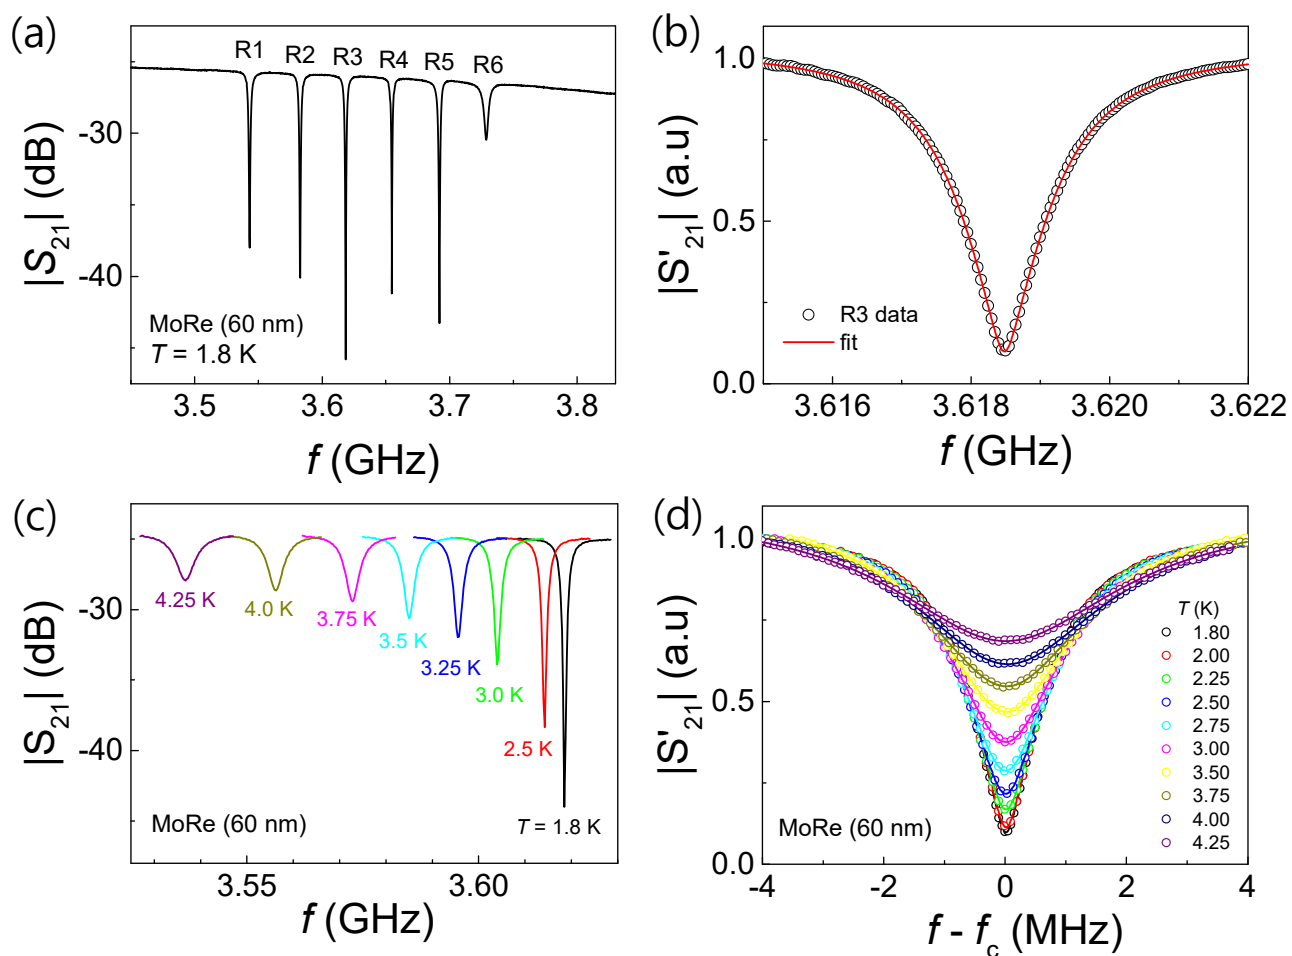 (a)
R1 R2 R3 R4 R5 R6
-30
-40
|S21| (dB)
MoRe (60 nm)
T = 1.8 K
3.5 3.6 3.7 3.8
f (GHz)
(b)
1.0
0.5
0.0
|S'21| (a.u)
R3 data
fit
3.616 3.618 3.620 3.622
f (GHz)
(c)
-30
-40
|S21| (dB)
4.25 K
4.0 K
3.75 K
3.5 K
3.25 K
3.0 K
2.5 K
T = 1.8 K
MoRe (60 nm)
3.55 3.60
f (GHz)
(d)
1.0
0.5
0.0
|S'21| (a.u)
T (K)
1.80
2.00
2.25
2.50
2.75
3.00
3.50
3.75
4.00
4.25
MoRe (60 nm)
-4 -2 0 2 4
f - fc (MHz)